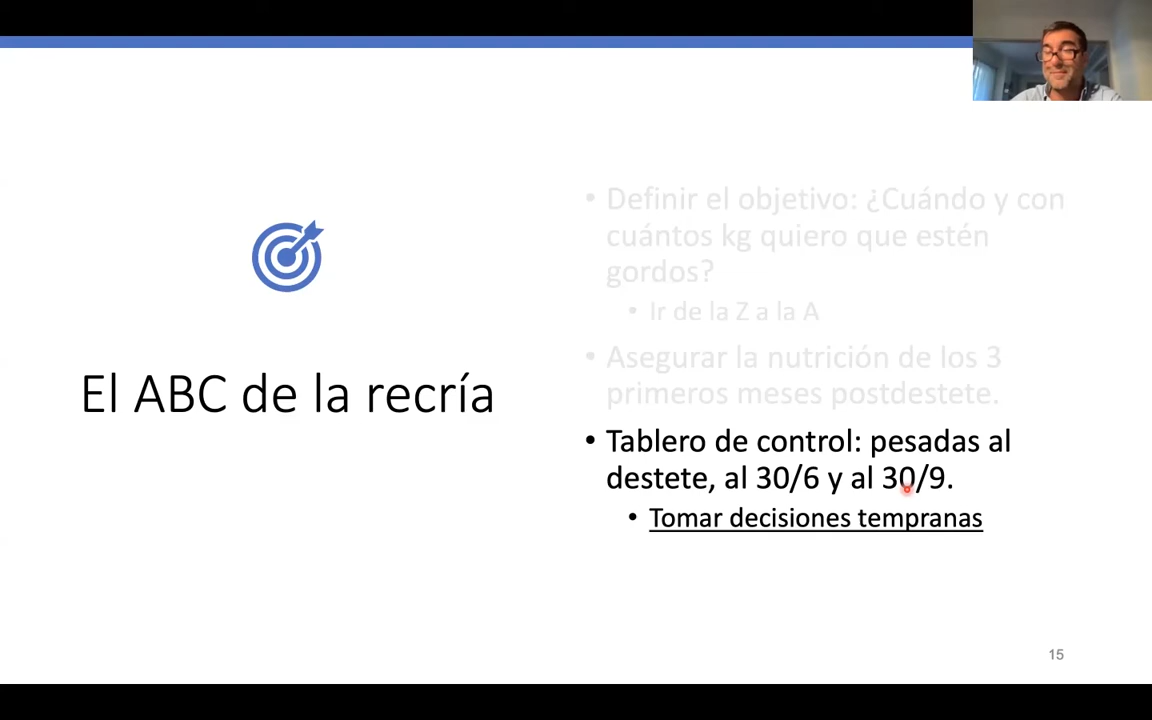 El ABC de la recría
• Definir el objetivo: ¿Cuándo y con
cuántos kg quiero que estén
gordos?
• Ir de la Z a la A
• Asegurar la nutrición de los 3
primeros meses postdestete.
• Tablero de control: pesadas al
destete, al 30/6 y al 30/9.
• Tomar decisiones tempranas
15